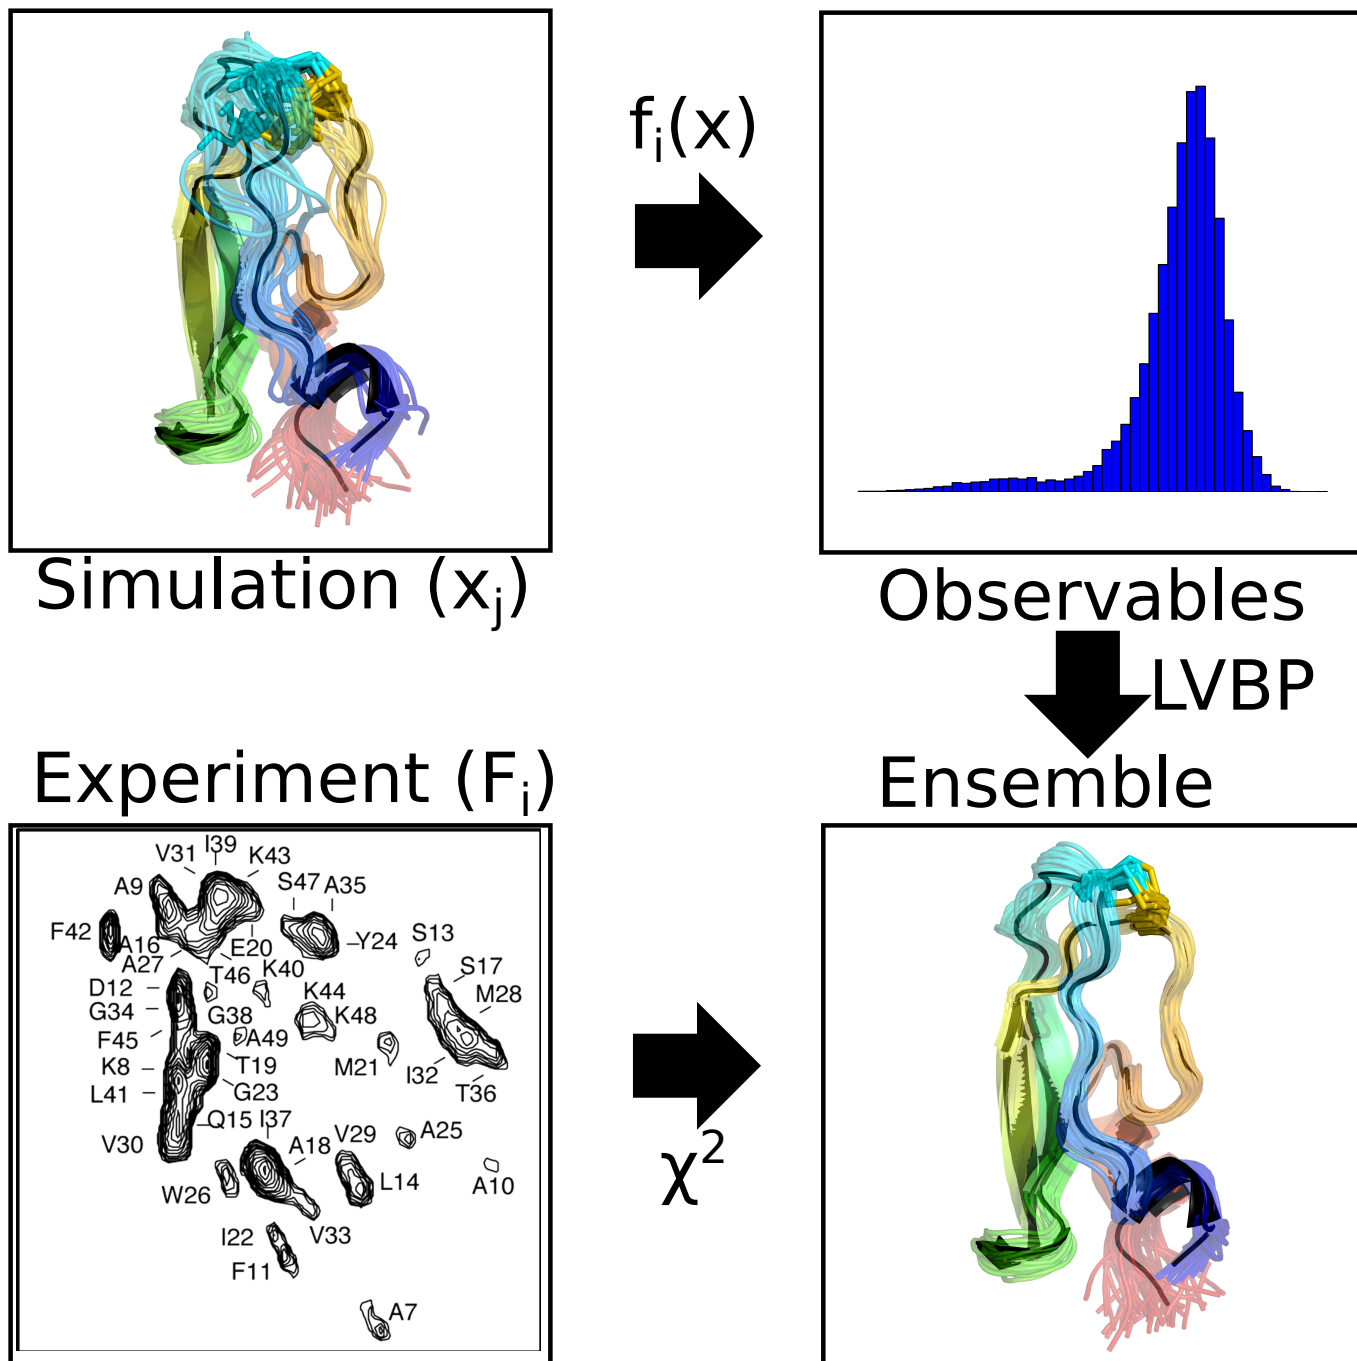 f_i(x)
Simulation (x_j)
Observables
LVBP
Experiment (F_i)
Ensemble
I39
V31
K43
A9
S47
A35
F42
A16
E20
Y24
S13
A27
T46
K40
S17
D12
K44
M28
G34
G38
K48
F45
A49
K8
T19
M21
I32
L41
G23
T36
Q15
I37
V30
A18
V29
A25
W26
L14
A10
I22
V33
F11
A7
χ²